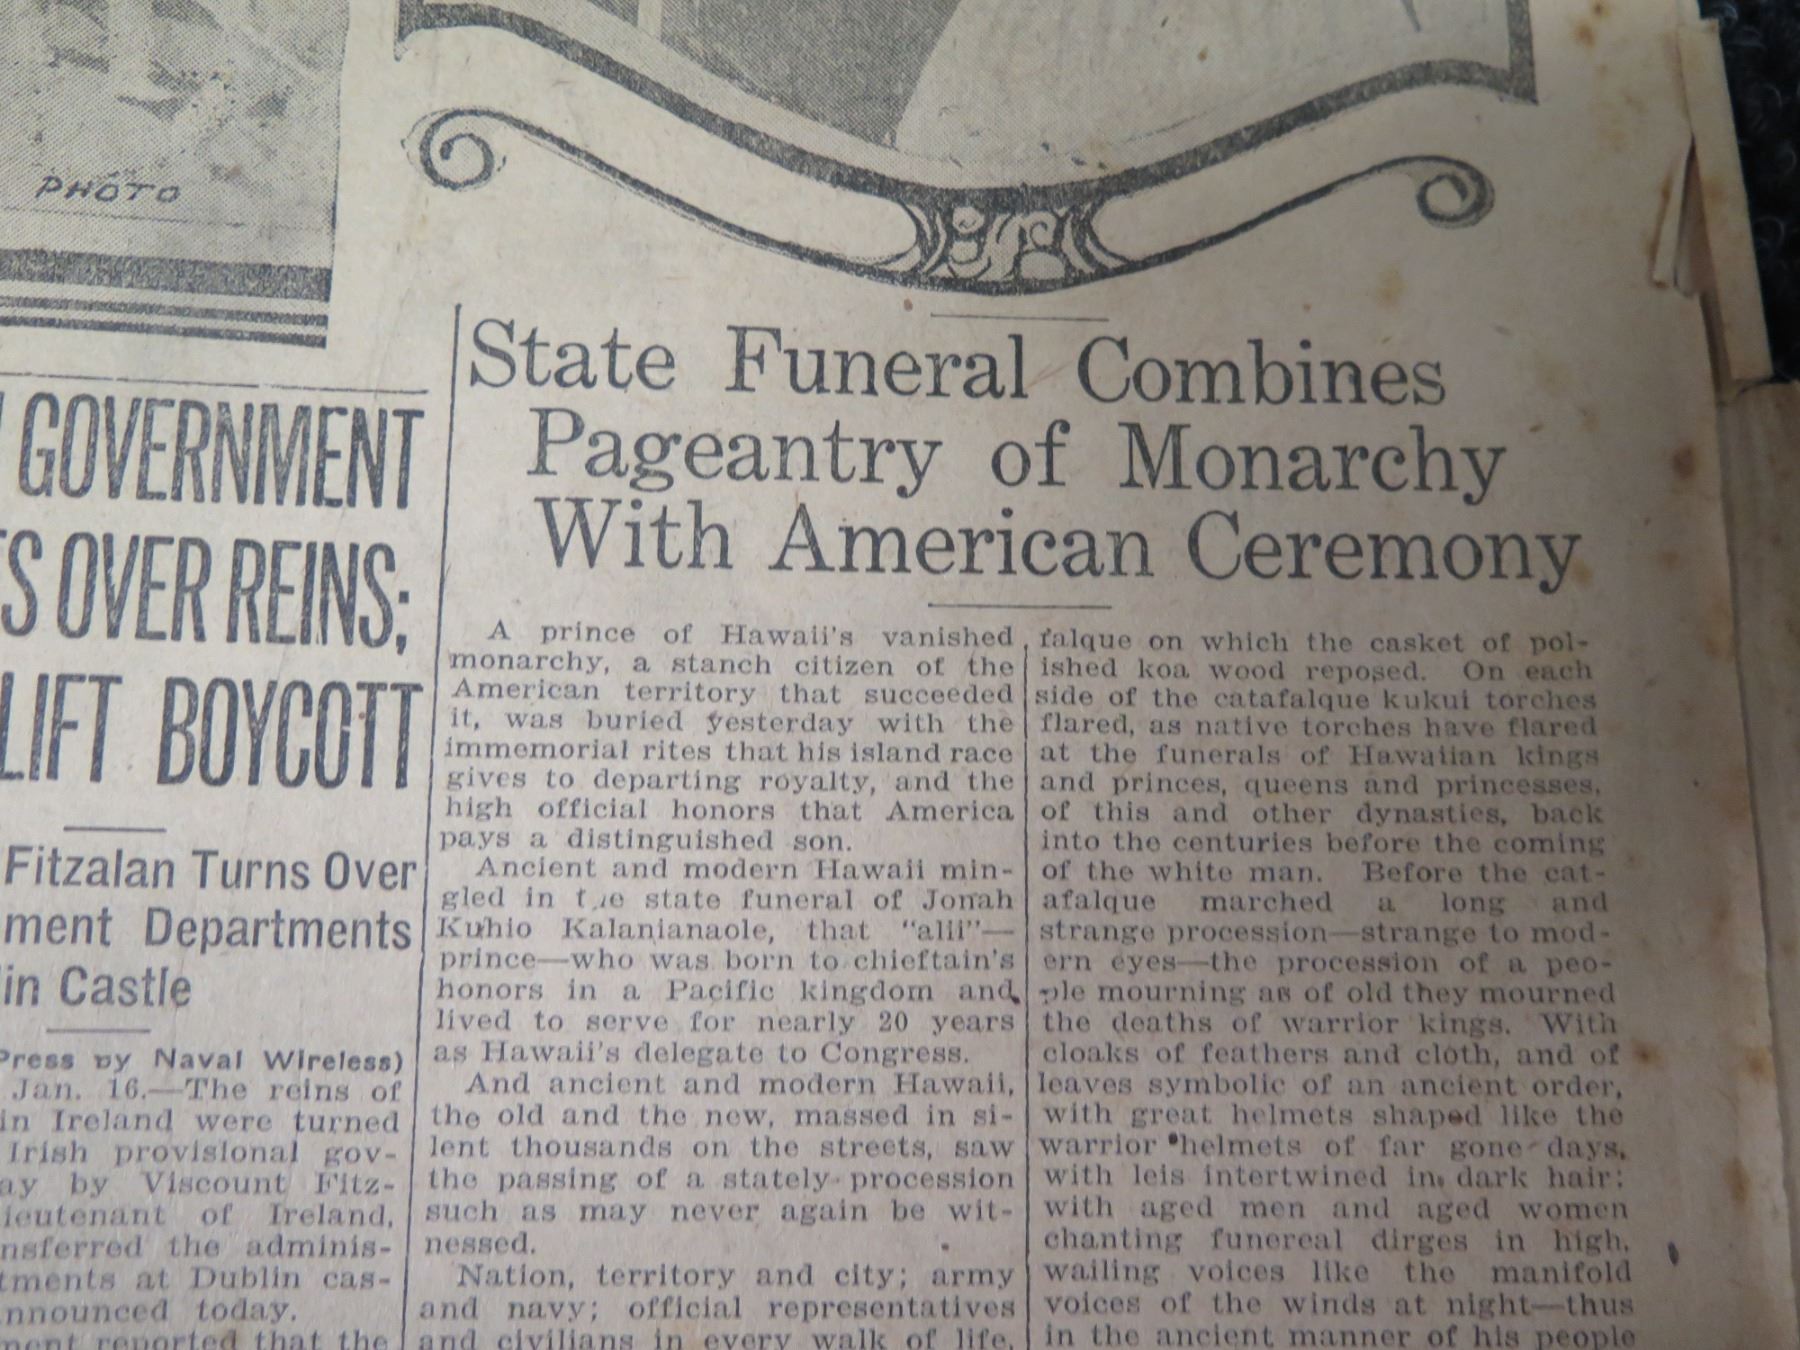 PHOTO
GOVERNMENT
S OVER REINS;
LIFT BOYCOTT
Fitzalan Turns Over
ment Departments
in Castle
Press by Naval Wireless)
Jan. 16.—The reins of
in Ireland were turned
Irish provisional gov-
ay by Viscount Fitz-
ieutenant of Ireland,
nsferred the adminis-
tments at Dublin cas-
nnounced today.
ment reported that the
State Funeral Combines
Pageantry of Monarchy
With American Ceremony
A prince of Hawaii's vanished
monarchy, a stanch citizen of the
American territory that succeeded
it, was buried yesterday with the
immemorial rites that his island race
gives to departing royalty, and the
high official honors that America
pays a distinguished son.
Ancient and modern Hawaii min-
gled in the state funeral of Jonah
Kuhio Kalanianaole, that "alii"—
prince—who was born to chieftain's
honors in a Pacific kingdom and
lived to serve for nearly 20 years
as Hawaii's delegate to Congress.
And ancient and modern Hawaii,
the old and the new, massed in si-
lent thousands on the streets, saw
the passing of a stately procession
such as may never again be wit-
nessed.
Nation, territory and city; army
and navy; official representatives
and civilians in every walk of life,
falque on which the casket of pol-
ished koa wood reposed. On each
side of the catafalque kukui torches
flared, as native torches have flared
at the funerals of Hawaiian kings
and princes, queens and princesses,
of this and other dynasties, back
into the centuries before the coming
of the white man. Before the cat-
afalque marched a long and
strange procession—strange to mod-
ern eyes—the procession of a peo-
ple mourning as of old they mourned
the deaths of warrior kings. With
cloaks of feathers and cloth, and of
leaves symbolic of an ancient order,
with great helmets shaped like the
warrior helmets of far gone days,
with leis intertwined in dark hair;
with aged men and aged women
chanting funereal dirges in high,
wailing voices like the manifold
voices of the winds at night—thus
in the ancient manner of his people